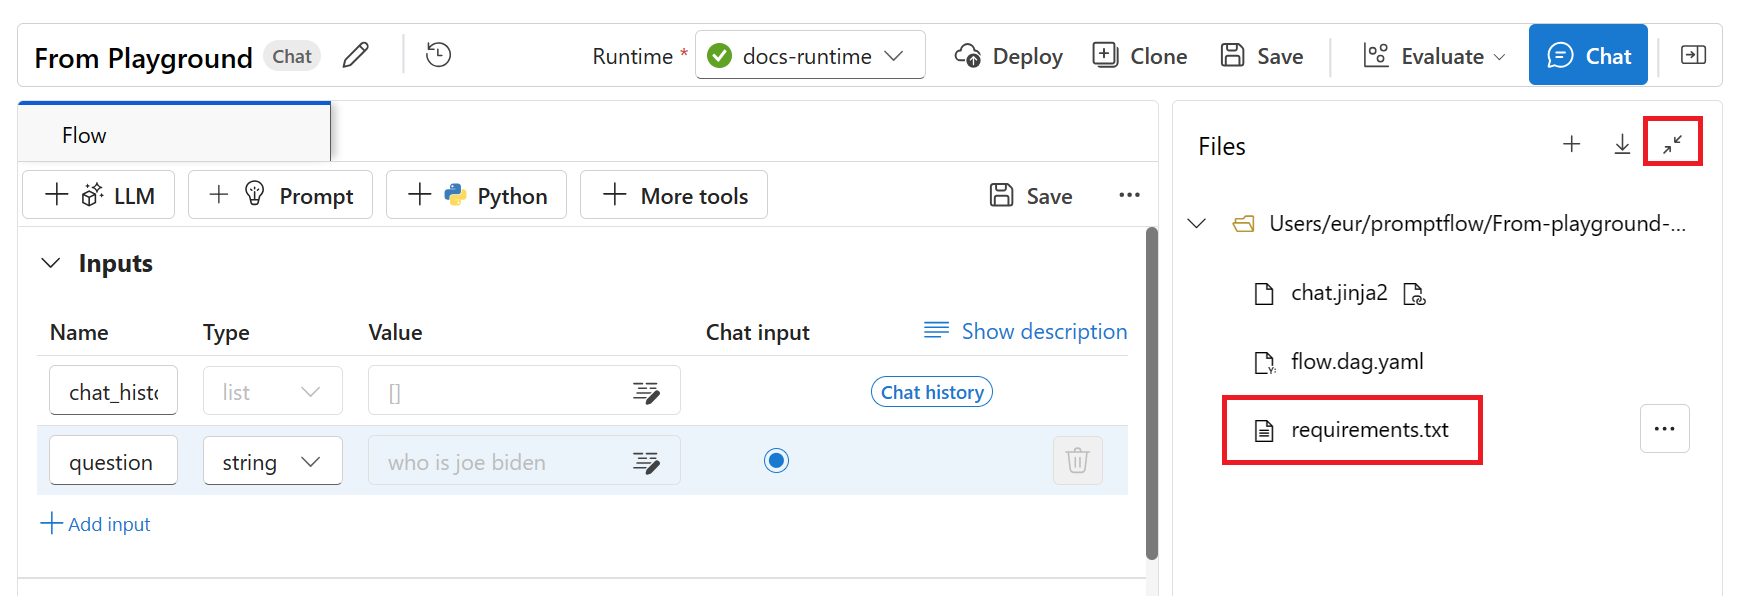 From Playground Chat Runtime * docs-runtime Deploy Clone Save Evaluate Chat
Flow
Files
LLM Prompt Python More tools Save ...
Users/eur/promptflow/From-playground-...
Inputs
chat.jinja2
Name Type Value Chat input Show description
flow.dag.yaml
chat_histo list [] Chat history
requirements.txt ...
question string who is joe biden
Add input